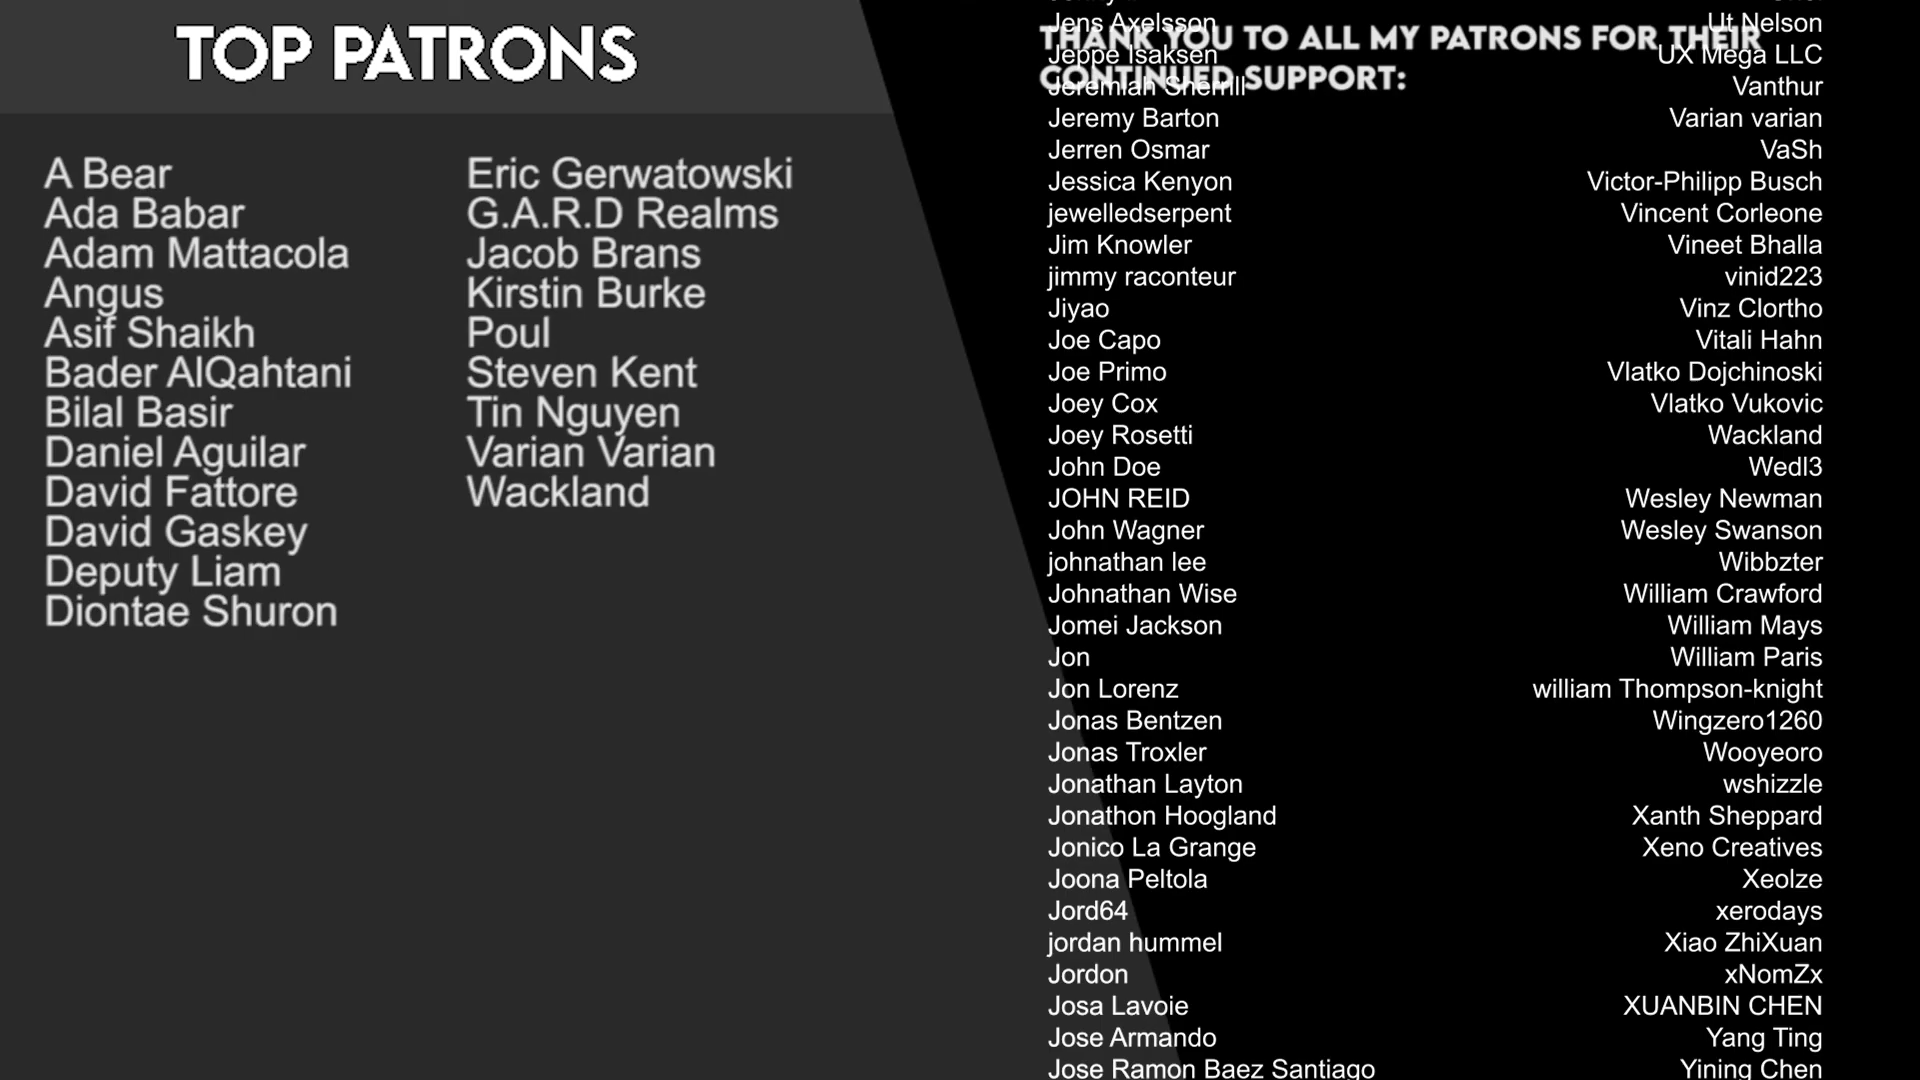 TOP PATRONS
A Bear
Ada Babar
Adam Mattacola
Angus
Asif Shaikh
Bader AlQahtani
Bilal Basir
Daniel Aguilar
David Fattore
David Gaskey
Deputy Liam
Diontae Shuron
Eric Gerwatowski
G.A.R.D Realms
Jacob Brans
Kirstin Burke
Poul
Steven Kent
Tin Nguyen
Varian Varian
Wackland
THANK YOU TO ALL MY PATRONS FOR THEIR
CONTINUED SUPPORT:
Jens Axelsson
Jeppe Isaksen
Jeremiah Sherrill
Jeremy Barton
Jerren Osmar
Jessica Kenyon
jewelledserpent
Jim Knowler
jimmy raconteur
Jiyao
Joe Capo
Joe Primo
Joey Cox
Joey Rosetti
John Doe
JOHN REID
John Wagner
johnathan lee
Johnathan Wise
Jomei Jackson
Jon
Jon Lorenz
Jonas Bentzen
Jonas Troxler
Jonathan Layton
Jonathon Hoogland
Jonico La Grange
Joona Peltola
Jord64
jordan hummel
Jordon
Josa Lavoie
Jose Armando
Jose Ramon Baez Santiago
Ut Nelson
UX Mega LLC
Vanthur
Varian varian
VaSh
Victor-Philipp Busch
Vincent Corleone
Vineet Bhalla
vinid223
Vinz Clortho
Vitali Hahn
Vlatko Dojchinoski
Vlatko Vukovic
Wackland
Wedl3
Wesley Newman
Wesley Swanson
Wibbzter
William Crawford
William Mays
William Paris
william Thompson-knight
Wingzero1260
Wooyeoro
wshizzle
Xanth Sheppard
Xeno Creatives
Xeolze
xerodays
Xiao ZhiXuan
xNomZx
XUANBIN CHEN
Yang Ting
Yining Chen